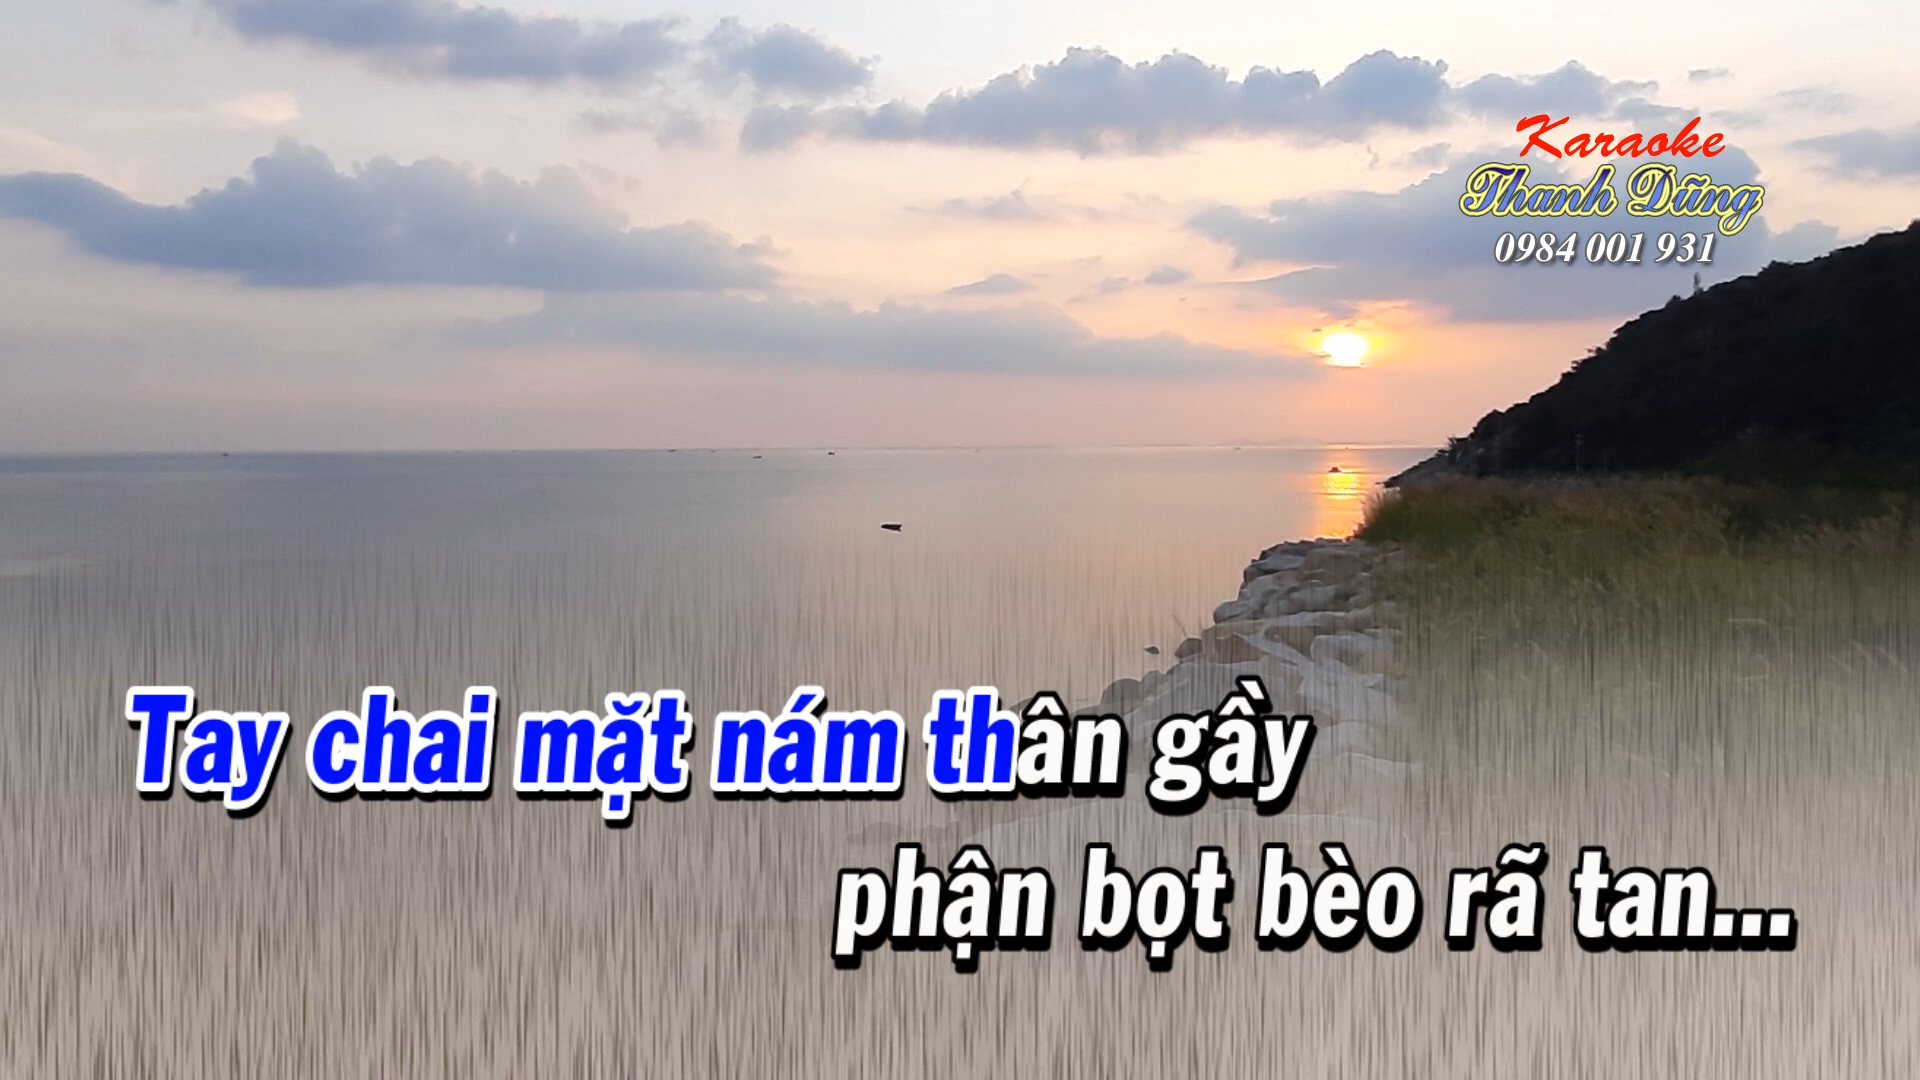 Karaoke
Thanh Dũng
0984 001 931
Tay chai mặt nám thân gầy
phận bọt bèo rã tan...